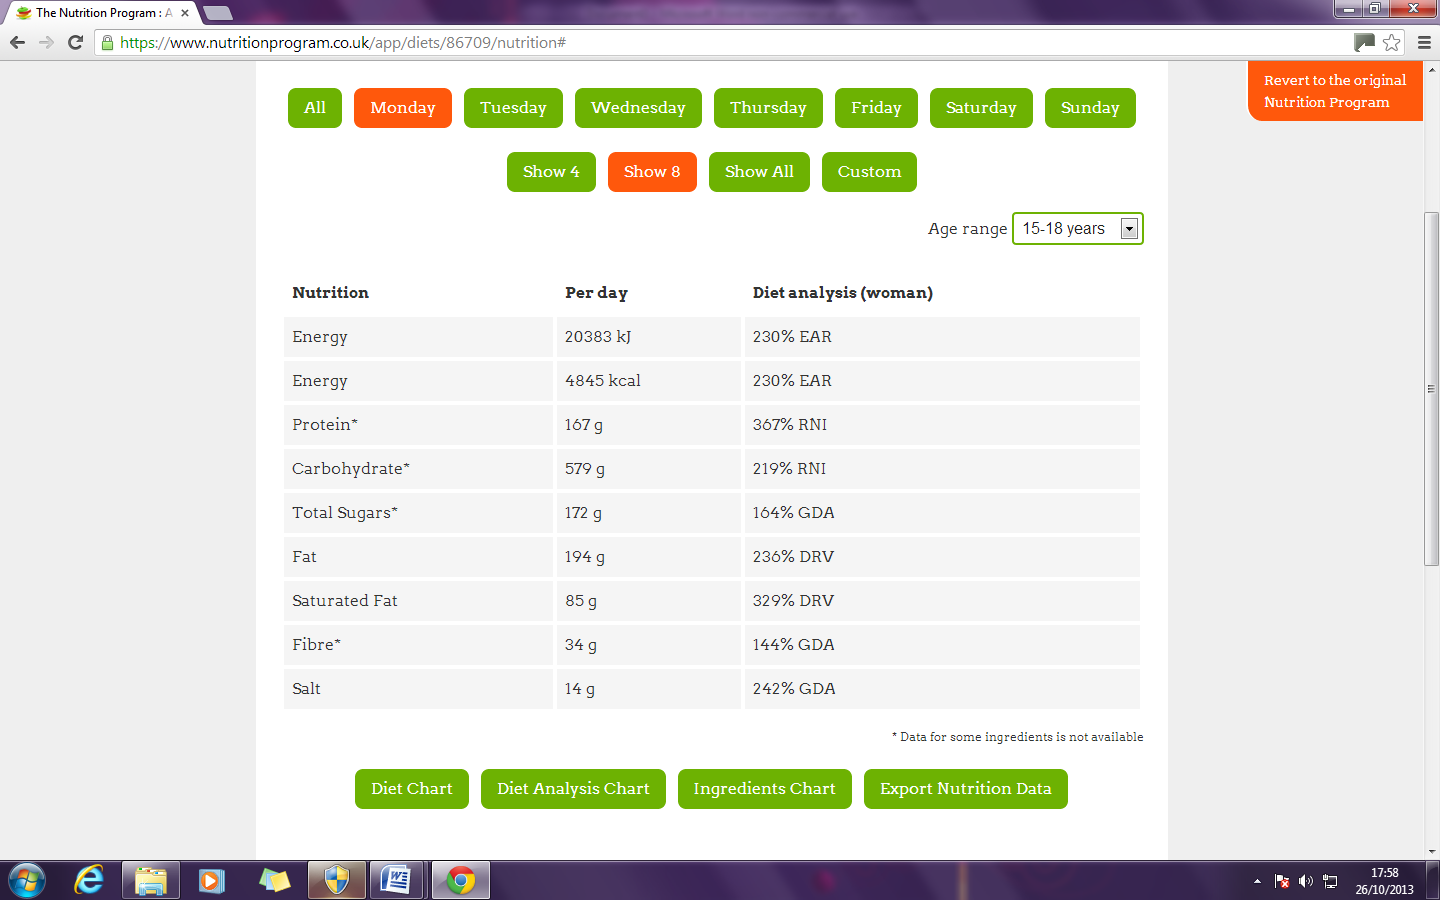 The Nutrition Program : A
https://www.nutritionprogram.co.uk/app/diets/86709/nutrition#
Revert to the original
Nutrition Program
All Monday Tuesday Wednesday Thursday Friday Saturday Sunday
Show 4 Show 8 Show All Custom
Age range 15-18 years
Nutrition Per day Diet analysis (woman)
Energy 20383 kJ 230% EAR
Energy 4845 kcal 230% EAR
Protein* 167 g 367% RNI
Carbohydrate* 579 g 219% RNI
Total Sugars* 172 g 164% GDA
Fat 194 g 236% DRV
Saturated Fat 85 g 329% DRV
Fibre* 34 g 144% GDA
Salt 14 g 242% GDA
* Data for some ingredients is not available
Diet Chart Diet Analysis Chart Ingredients Chart Export Nutrition Data
17:58
26/10/2013